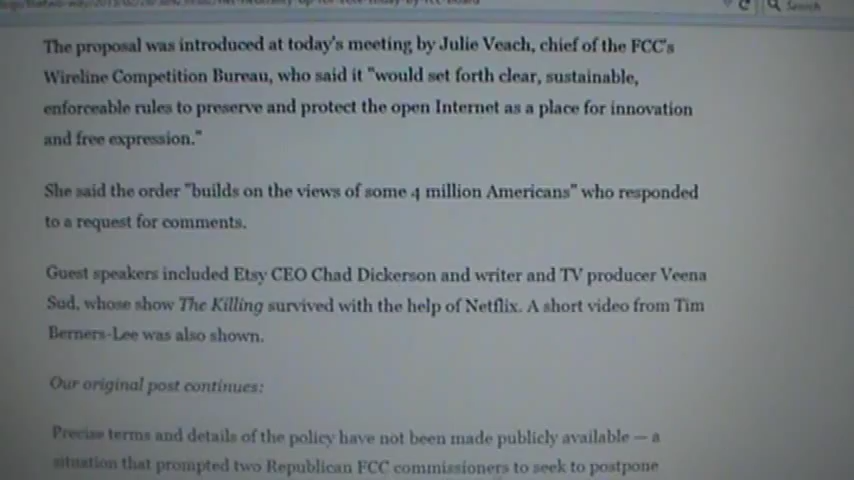 Search
The proposal was introduced at today's meeting by Julie Veach, chief of the FCC's
Wireline Competition Bureau, who said it "would set forth clear, sustainable,
enforceable rules to preserve and protect the open Internet as a place for innovation
and free expression."
She said the order "builds on the views of some 4 million Americans" who responded
to a request for comments.
Guest speakers included Etsy CEO Chad Dickerson and writer and TV producer Veena
Sud, whose show The Killing survived with the help of Netflix. A short video from Tim
Berners-Lee was also shown.
Our original post continues:
Precise terms and details of the policy have not been made publicly available — a
situation that prompted two Republican FCC commissioners to seek to postpone